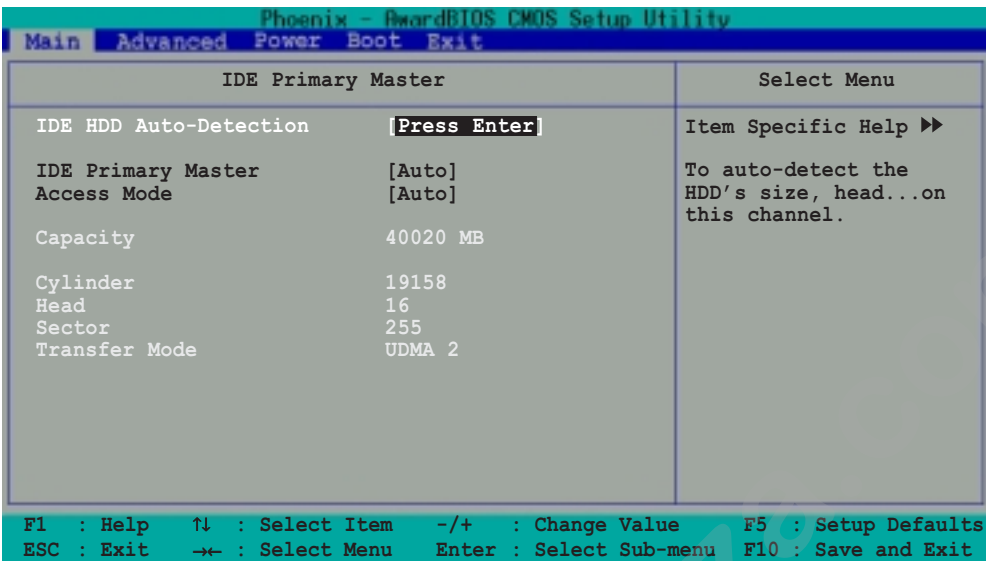 Phoenix - AwardBIOS CMOS Setup Utility
Main Advanced Power Boot Exit
IDE Primary Master
Select Menu
IDE HDD Auto-Detection [Press Enter]
Item Specific Help ▶▶
IDE Primary Master [Auto]
To auto-detect the
Access Mode [Auto]
HDD's size, head...on
this channel.
Capacity 40020 MB
Cylinder 19158
Head 16
Sector 255
Transfer Mode UDMA 2
F1 : Help ↑↓ : Select Item -/+ : Change Value F5 : Setup Defaults
ESC : Exit →← : Select Menu Enter : Select Sub-menu F10 : Save and Exit